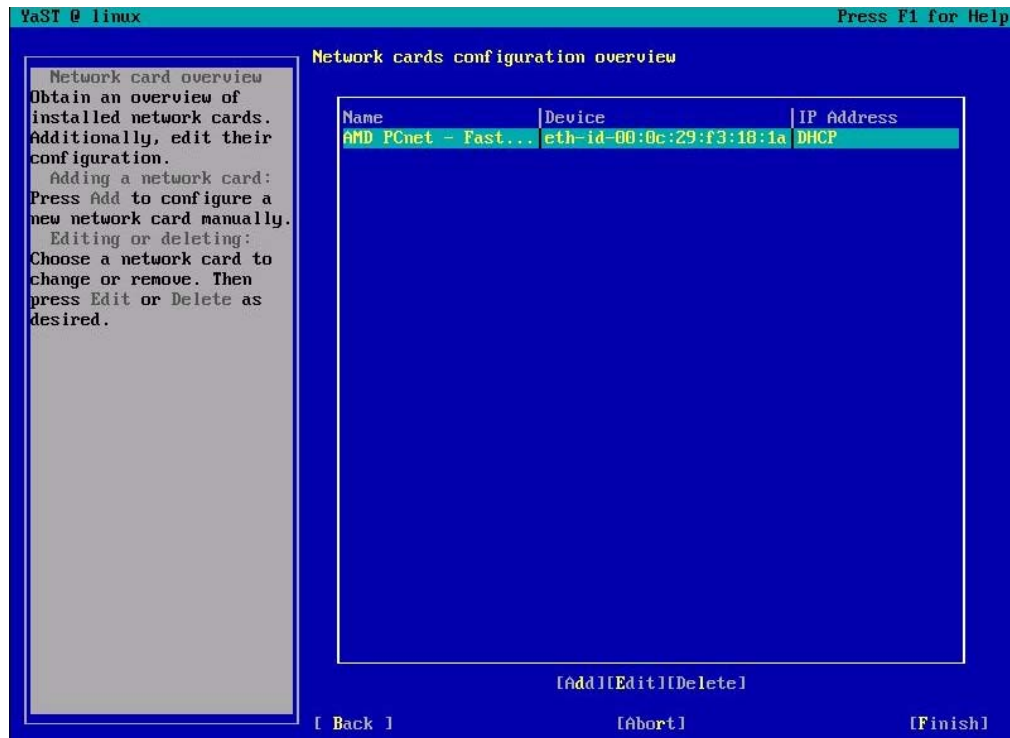 YaST @ linux Press F1 for Help
Network cards configuration overview
Network card overview
Obtain an overview of
installed network cards.
Additionally, edit their
configuration.
Adding a network card:
Press Add to configure a
new network card manually.
Editing or deleting:
Choose a network card to
change or remove. Then
press Edit or Delete as
desired.
Name |Device |IP Address
AMD PCnet - Fast... eth-id-00:0c:29:f3:18:1a DHCP
[Add][Edit][Delete]
[ Back ] [Abort] [Finish]